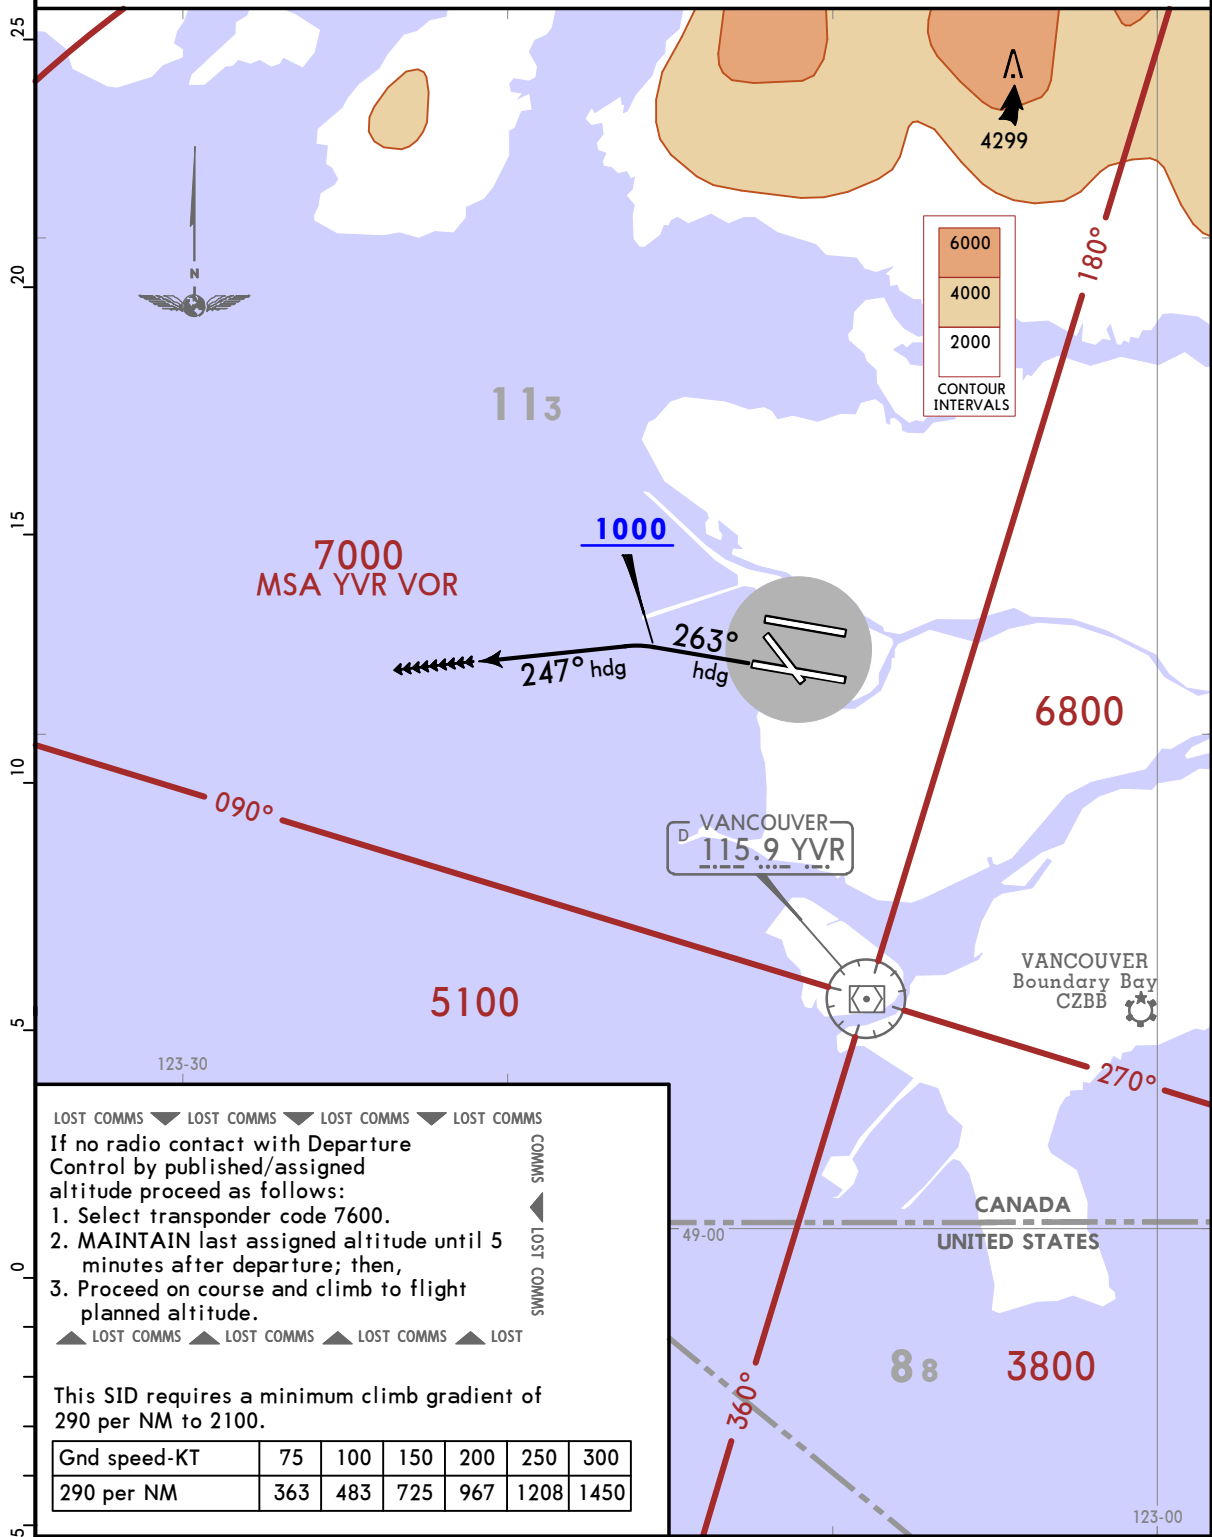 25
20
15
10
5
0
5
N
4299
6000
4000
2000
CONTOUR
INTERVALS
180°
113
1000
7000
MSA YVR VOR
263°
hdg
247° hdg
6800
090°
VANCOUVER
D
115.9 YVR
VANCOUVER
Boundary Bay
CZBB
5100
270°
123-30
LOST COMMS LOST COMMS LOST COMMS LOST COMMS
If no radio contact with Departure
Control by published/assigned
altitude proceed as follows:
1. Select transponder code 7600.
2. MAINTAIN last assigned altitude until 5
minutes after departure; then,
3. Proceed on course and climb to flight
planned altitude.
COMMS LOST COMMS
LOST COMMS LOST COMMS LOST COMMS LOST
CANADA
49-00
UNITED STATES
88
3800
360°
This SID requires a minimum climb gradient of
290 per NM to 2100.
Gnd speed-KT 75 100 150 200 250 300
290 per NM 363 483 725 967 1208 1450
123-00